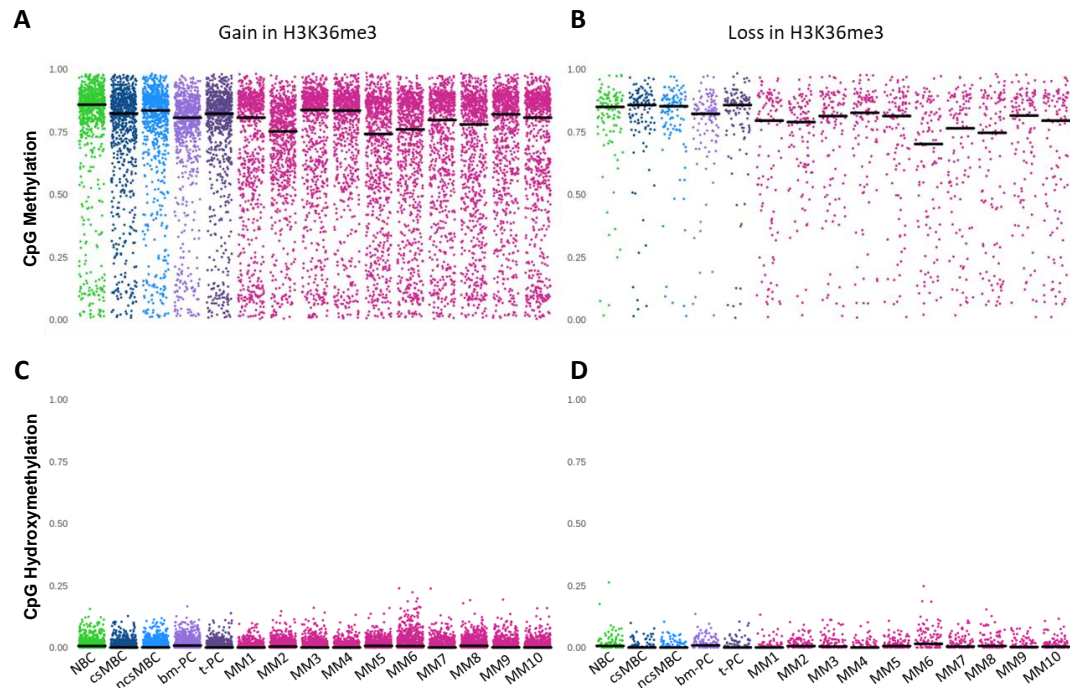 A
B
Gain in H3K36me3
Loss in H3K36me3
CpG Methylation
1.00
0.75
0.50
0.25
0.00
1.00
0.75
0.50
0.25
0.00
C
D
CpG Hydroxymethylation
1.00
0.75
0.50
0.25
0.00
1.00
0.75
0.50
0.25
0.00
NBC
csMBC
ncsMBC
bm-PC
t-PC
MM1
MM2
MM3
MM4
MM5
MM6
MM7
MM8
MM9
MM10
NBC
csMBC
ncsMBC
bm-PC
t-PC
MM1
MM2
MM3
MM4
MM5
MM6
MM7
MM8
MM9
MM10